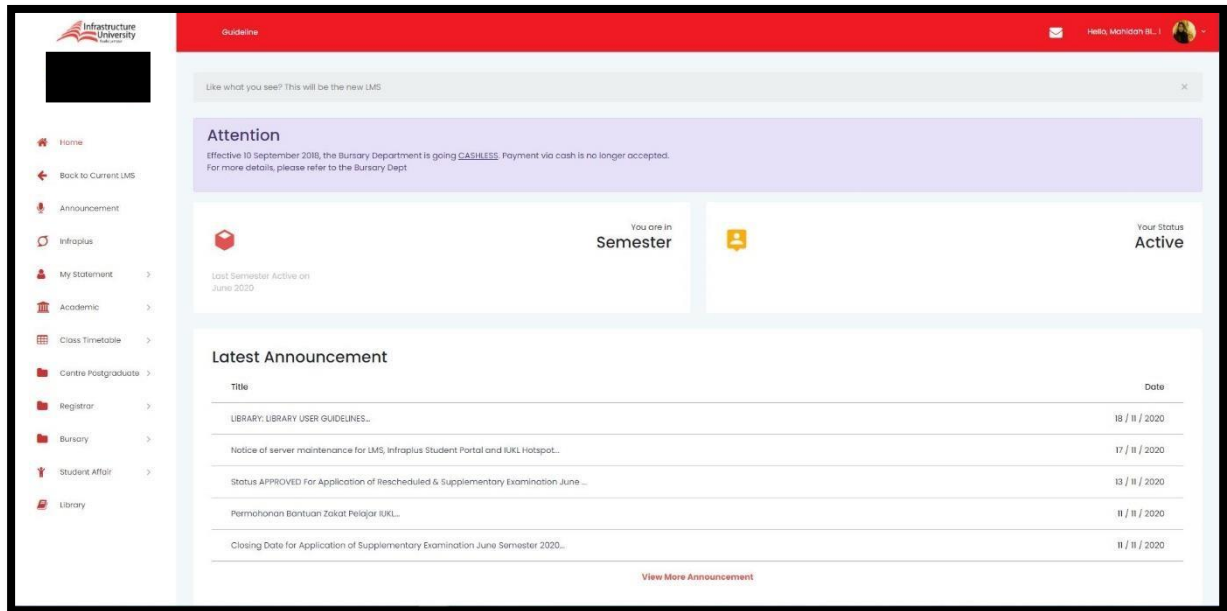 Infrastructure
University
Guideline
Hello, Mahidah Bi... !
Like what you see? This will be the new LMS
Attention
Effective 10 September 2018, the Bursary Department is going CASHLESS. Payment via cash is no longer accepted.
For more details, please refer to the Bursary Dept
Home
Back to Current LMS
Announcement
Infraplus
My Statement
Academic
Class Timetable
Centre Postgraduate
Registrar
Bursary
Student Affair
Library
You are in
Semester
Last Semester Active on
June 2020
Your Status
Active
Latest Announcement
Title Date
LIBRARY: LIBRARY USER GUIDELINES... 18 / 11 / 2020
Notice of server maintenance for LMS, Infraplus Student Portal and IUKL Hotspot... 17 / 11 / 2020
Status APPROVED For Application of Rescheduled & Supplementary Examination June ... 13 / 11 / 2020
Permohonan Bantuan Zakat Pelajar IUKL... 11 / 11 / 2020
Closing Date for Application of Supplementary Examination June Semester 2020... 11 / 11 / 2020
View More Announcement